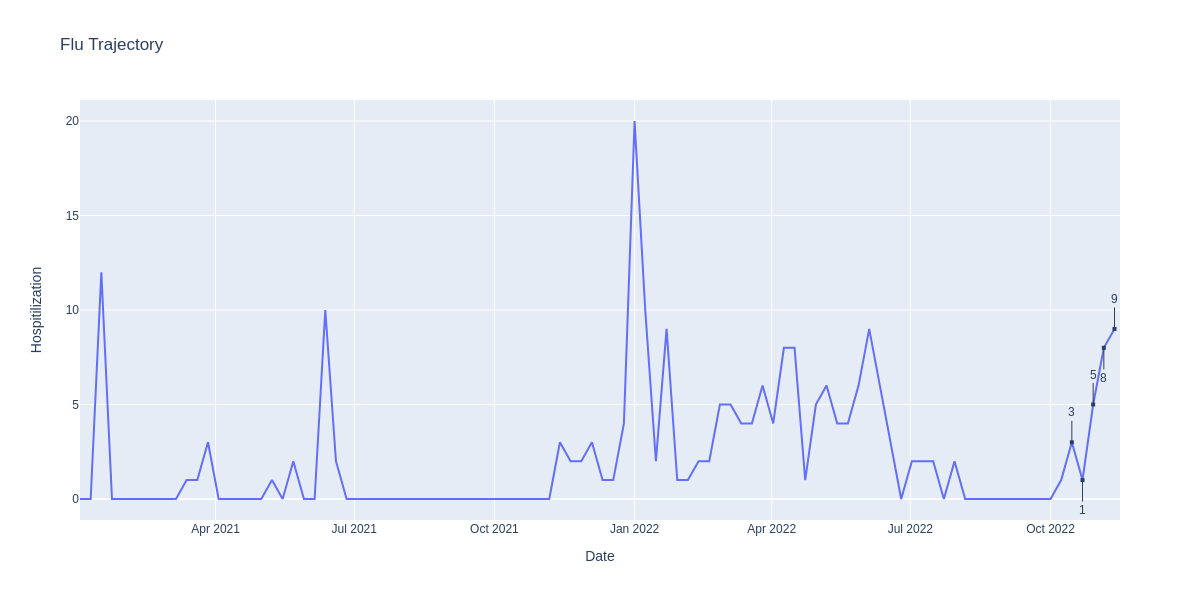 Flu Trajectory
20
15
10
5
0
Hospitilization
9
5
8
3
1
Apr 2021
Jul 2021
Oct 2021
Jan 2022
Apr 2022
Jul 2022
Oct 2022
Date